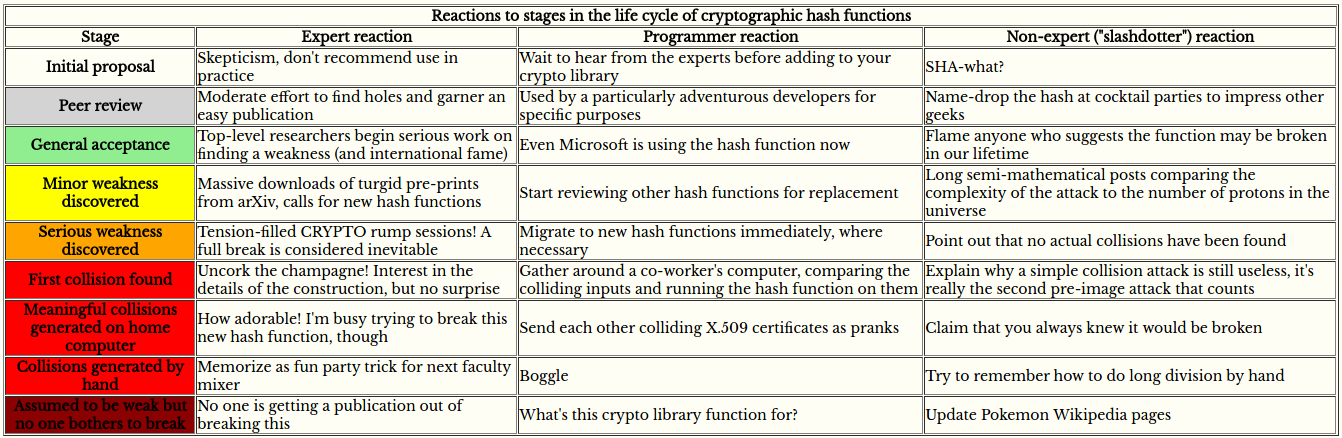 Reactions to stages in the life cycle of cryptographic hash functions
Stage
Expert reaction
Programmer reaction
Non-expert ("slashdotter") reaction
Initial proposal
Skepticism, don't recommend use in
practice
Wait to hear from the experts before adding to your
crypto library
SHA-what?
Peer review
Moderate effort to find holes and garner an
easy publication
Used by a particularly adventurous developers for
specific purposes
Name-drop the hash at cocktail parties to impress other
geeks
General acceptance
Top-level researchers begin serious work on
finding a weakness (and international fame)
Even Microsoft is using the hash function now
Flame anyone who suggests the function may be broken
in our lifetime
Minor weakness
discovered
Massive downloads of turgid pre-prints
from arXiv, calls for new hash functions
Start reviewing other hash functions for replacement
Long semi-mathematical posts comparing the
complexity of the attack to the number of protons in the
universe
Serious weakness
discovered
Tension-filled CRYPTO rump sessions! A
full break is considered inevitable
Migrate to new hash functions immediately, where
necessary
Point out that no actual collisions have been found
First collision found
Uncork the champagne! Interest in the
details of the construction, but no surprise
Gather around a co-worker's computer, comparing the
colliding inputs and running the hash function on them
Explain why a simple collision attack is still useless, it's
really the second pre-image attack that counts
Meaningful collisions
generated on home
computer
How adorable! I'm busy trying to break this
new hash function, though
Send each other colliding X.509 certificates as pranks
Claim that you always knew it would be broken
Collisions generated by
hand
Memorize as fun party trick for next faculty
mixer
Boggle
Try to remember how to do long division by hand
Assumed to be weak but
no one bothers to break
No one is getting a publication out of
breaking this
What's this crypto library function for?
Update Pokemon Wikipedia pages